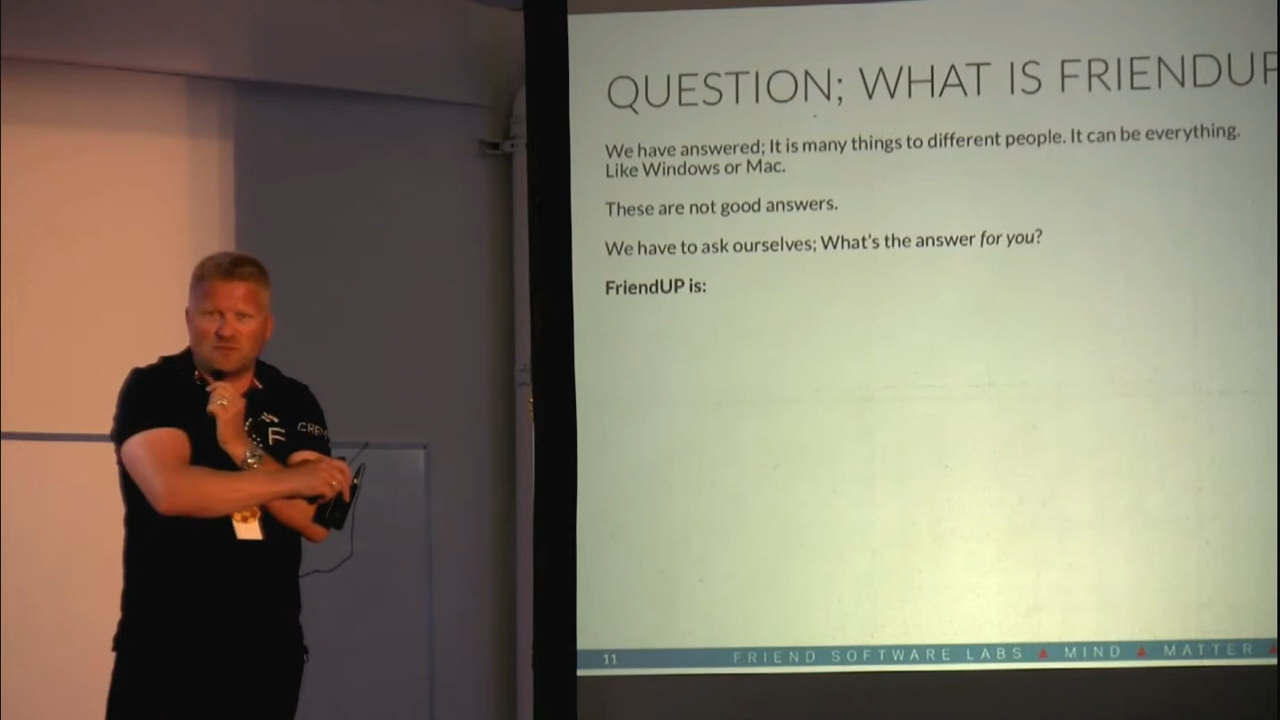 QUESTION; WHAT IS FRIENDUP
We have answered; It is many things to different people. It can be everything.
Like Windows or Mac.
These are not good answers.
We have to ask ourselves; What's the answer for you?
FriendUP is:
F
CRE
11 FRIEND SOFTWARE LABS MIND MATTER